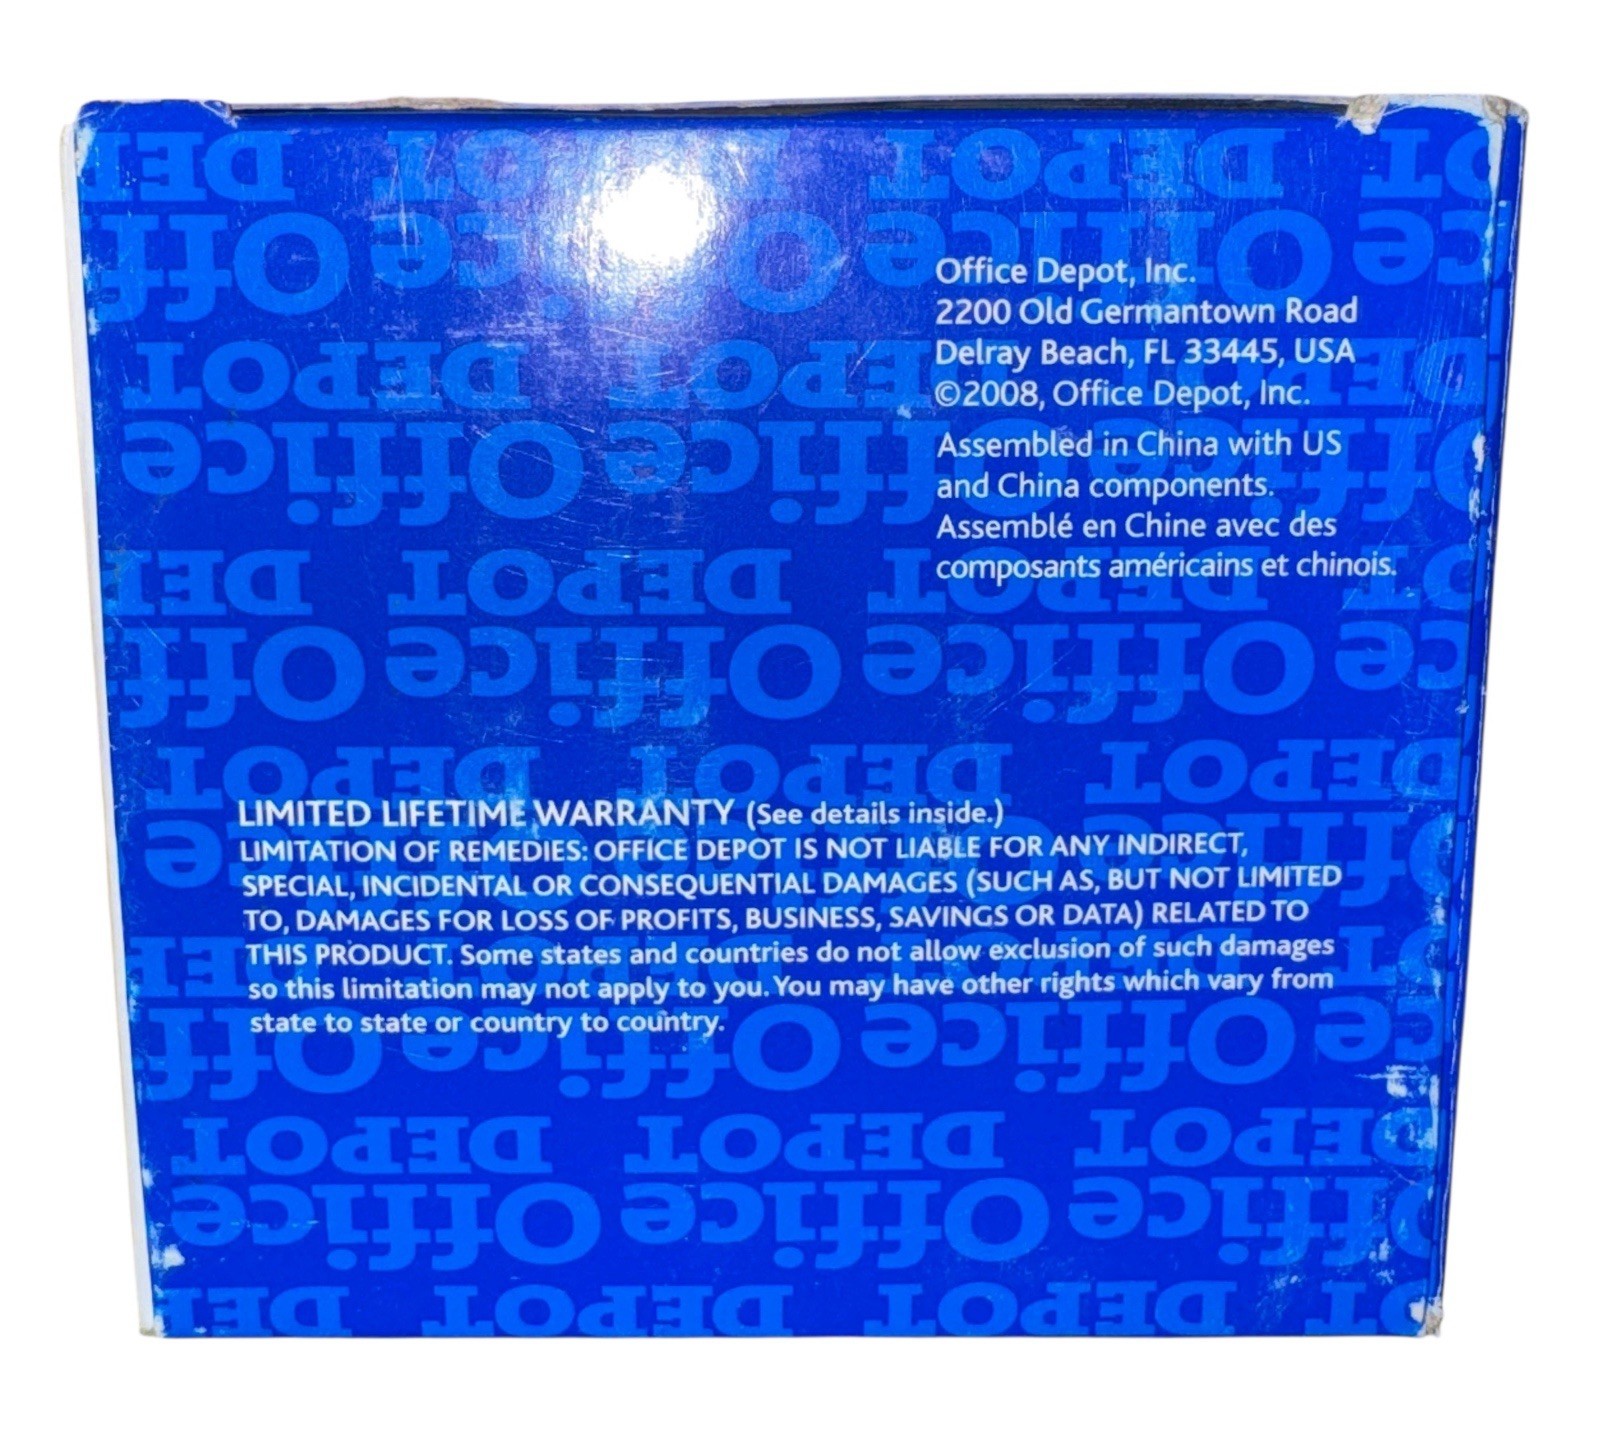 Office Depot, Inc.
2200 Old Germantown Road
Delray Beach, FL 33445, USA
©2008, Office Depot, Inc.
Assembled in China with US
and China components.
Assemblé en Chine avec des
composants américains et chinois.
LIMITED LIFETIME WARRANTY (See details inside.)
LIMITATION OF REMEDIES: OFFICE DEPOT IS NOT LIABLE FOR ANY INDIRECT,
SPECIAL, INCIDENTAL OR CONSEQUENTIAL DAMAGES (SUCH AS, BUT NOT LIMITED
TO, DAMAGES FOR LOSS OF PROFITS, BUSINESS, SAVINGS OR DATA) RELATED TO
THIS PRODUCT. Some states and countries do not allow exclusion of such damages
so this limitation may not apply to you. You may have other rights which vary from
state to state or country to country.
Office
DEPOT